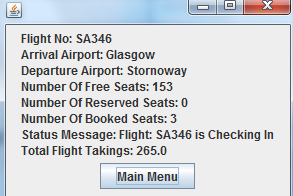 Flight No: SA346
Arrival Airport: Glasgow
Departure Airport: Stornoway
Number Of Free Seats: 153
Number Of Reserved Seats: 0
Number Of Booked Seats: 3
Status Message: Flight: SA346 is Checking In
Total Flight Takings: 265.0
Main Menu